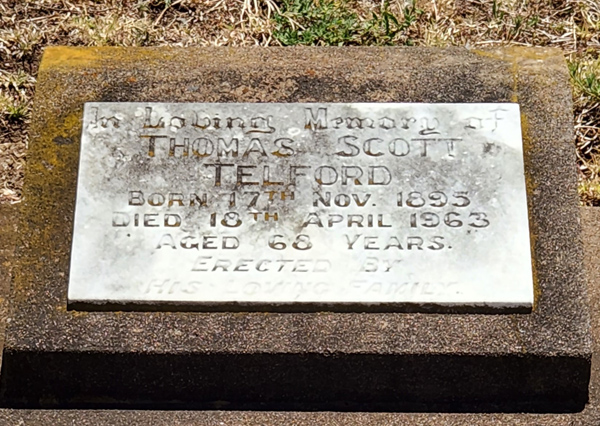 In Loving Memory of
THOMAS SCOTT
TELFORD
BORN 17TH NOV. 1895
DIED 18TH APRIL 1963
"AGED 68 YEARS."
ERECTED BY
HIS LOVING FAMILY.